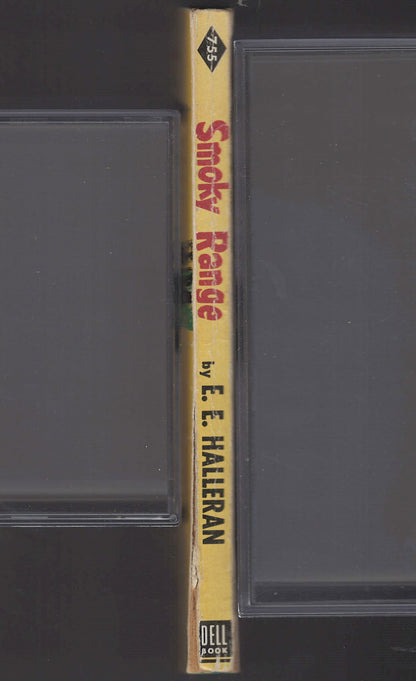 755
Smoky Range
by E. E. HALLERAN
DELL
BOOK